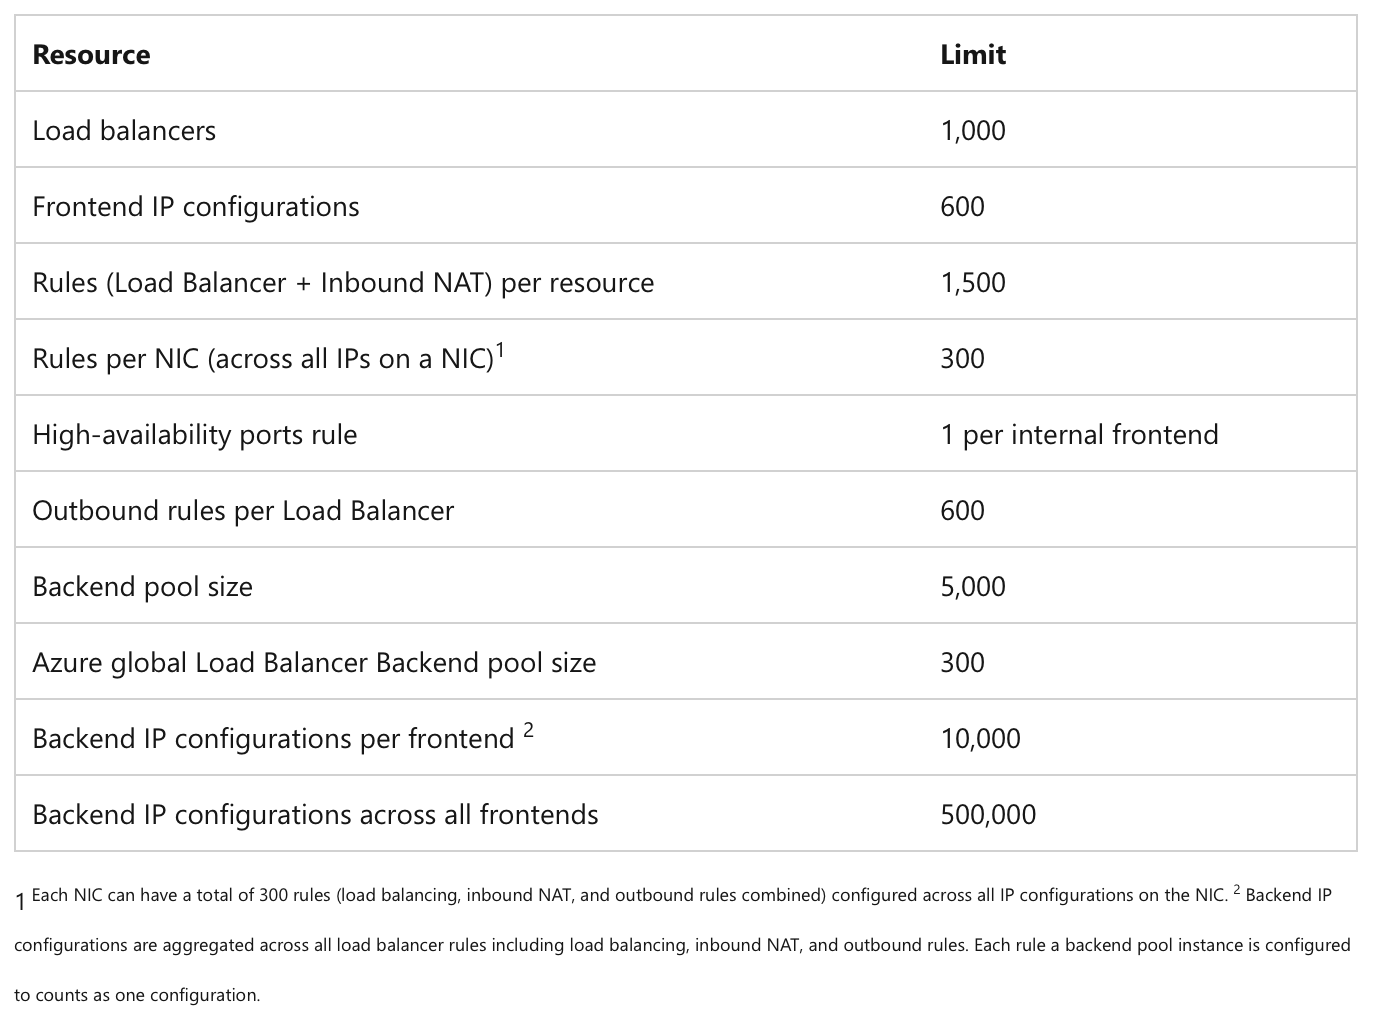 Resource Limit
Load balancers 1,000
Frontend IP configurations 600
Rules (Load Balancer + Inbound NAT) per resource 1,500
Rules per NIC (across all IPs on a NIC)1 300
High-availability ports rule 1 per internal frontend
Outbound rules per Load Balancer 600
Backend pool size 5,000
Azure global Load Balancer Backend pool size 300
Backend IP configurations per frontend 2 10,000
Backend IP configurations across all frontends 500,000
1 Each NIC can have a total of 300 rules (load balancing, inbound NAT, and outbound rules combined) configured across all IP configurations on the NIC. 2 Backend IP
configurations are aggregated across all load balancer rules including load balancing, inbound NAT, and outbound rules. Each rule a backend pool instance is configured
to counts as one configuration.